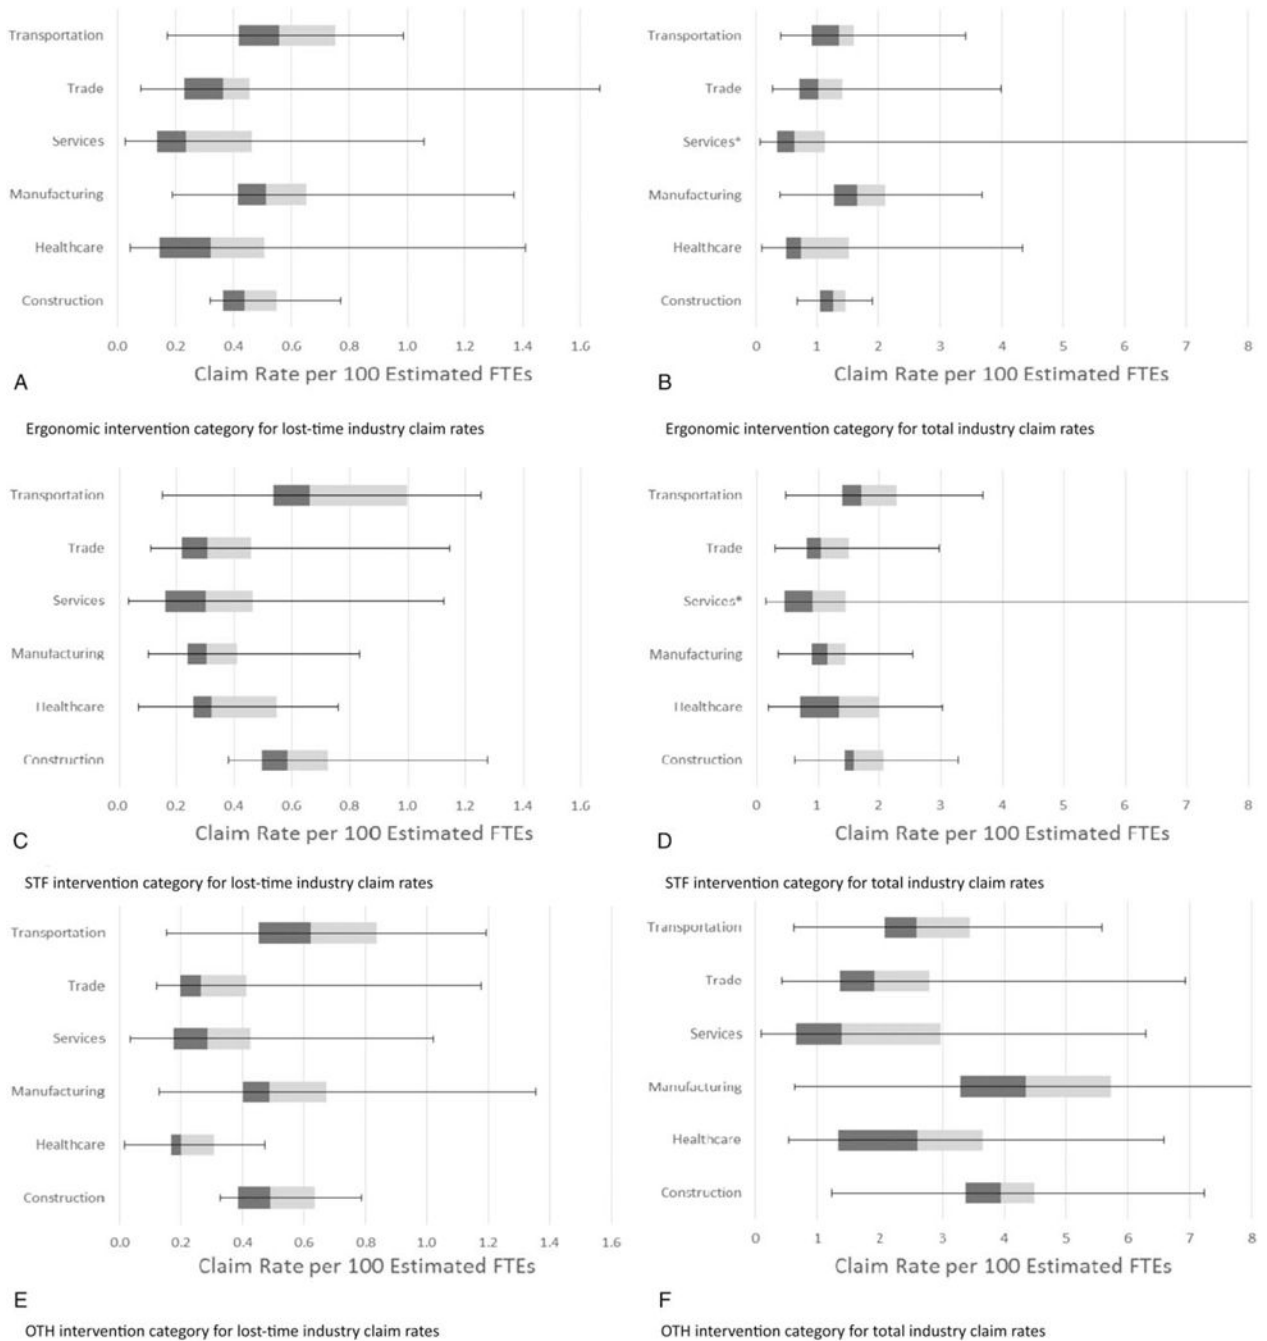 Transportation
Trade
Services
Manufacturing
Healthcare
Construction
0.0 0.2 0.4 0.6 0.8 1.0 1.2 1.4 1.6
Claim Rate per 100 Estimated FTEs
A
Ergonomic intervention category for lost-time industry claim rates
Transportation
Trade
Services*
Manufacturing
Healthcare
Construction
0 1 2 3 4 5 6 7 8
Claim Rate per 100 Estimated FTEs
B
Ergonomic intervention category for total industry claim rates
Transportation
Trade
Services
Manufacturing
Healthcare
Construction
0.0 0.2 0.4 0.6 0.8 1.0 1.2 1.4 1.6
Claim Rate per 100 Estimated FTEs
C
STF intervention category for lost-time industry claim rates
Transportation
Trade
Services*
Manufacturing
Healthcare
Construction
0 1 2 3 4 5 6 7 8
Claim Rate per 100 Estimated FTEs
D
STF intervention category for total industry claim rates
Transportation
Trade
Services
Manufacturing
Healthcare
Construction
0.0 0.2 0.4 0.6 0.8 1.0 1.2 1.4 1.6
Claim Rate per 100 Estimated FTEs
E
OTH intervention category for lost-time industry claim rates
Transportation
Trade
Services
Manufacturing
Healthcare
Construction
0 1 2 3 4 5 6 7 8
Claim Rate per 100 Estimated FTEs
F
OTH intervention category for total industry claim rates